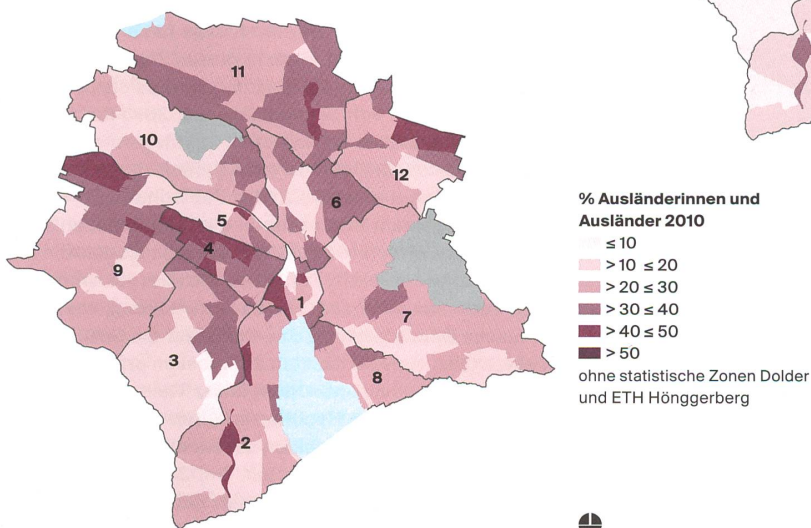 11
10
12
6
5
4
9
1
7
3
8
2
% Ausländerinnen und
Ausländer 2010
≤ 10
> 10 ≤ 20
> 20 ≤ 30
> 30 ≤ 40
> 40 ≤ 50
> 50
ohne statistische Zonen Dolder
und ETH Hönggerberg